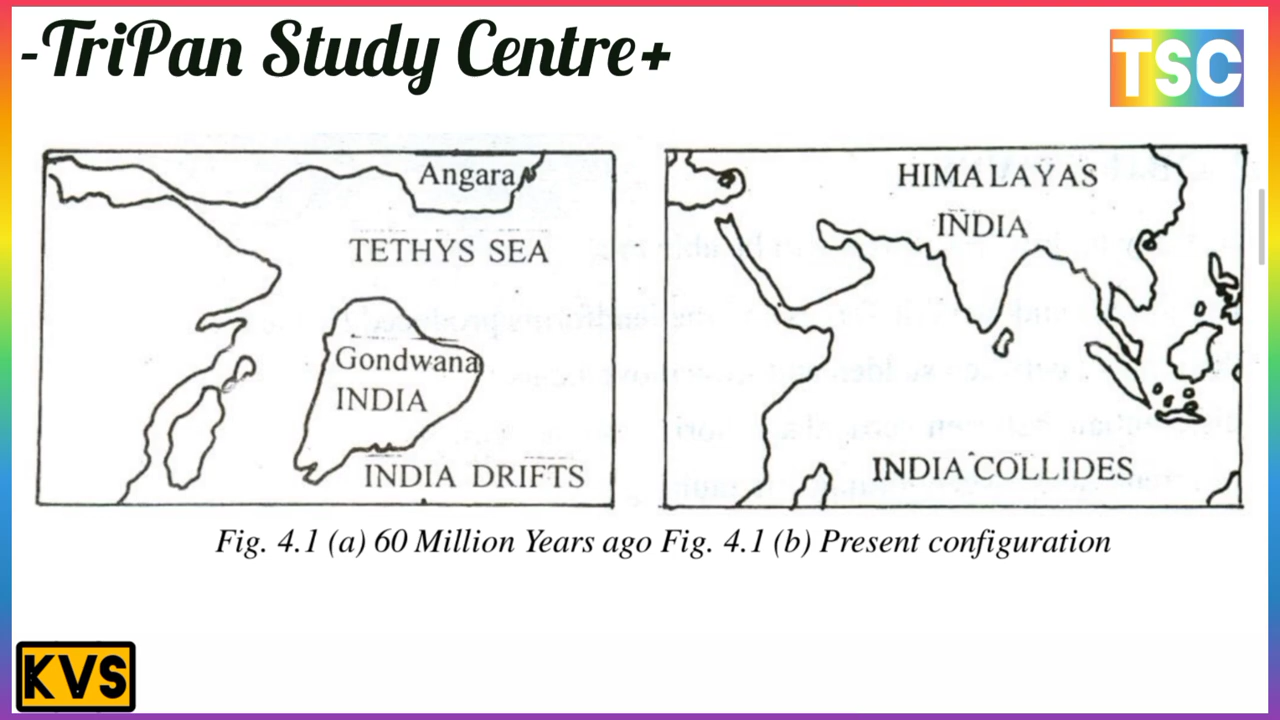 -TriPan Study Centre+
TSC
Angara
TETHYS SEA
Gondwana
INDIA
INDIA DRIFTS
HIMALAYAS
INDIA
INDIA COLLIDES
Fig. 4.1 (a) 60 Million Years ago Fig. 4.1 (b) Present configuration
KVS